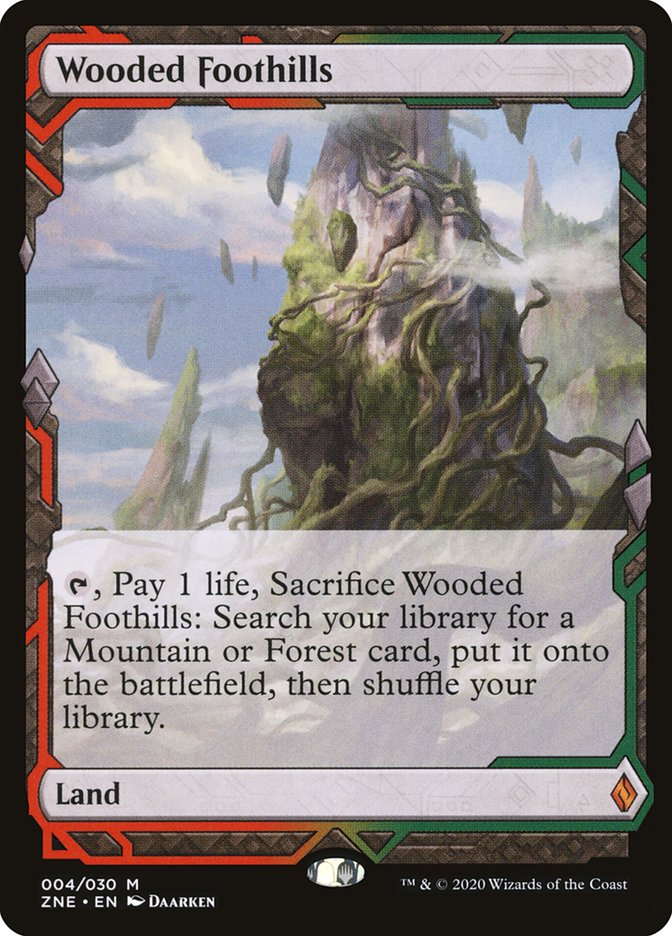 Wooded Foothills
, Pay 1 life, Sacrifice Wooded
Foothills: Search your library for a
Mountain or Forest card, put it onto
the battlefield, then shuffle your
library.
Land
004/030 M
ZNE • EN DAARKEN
™ & © 2020 Wizards of the Coast